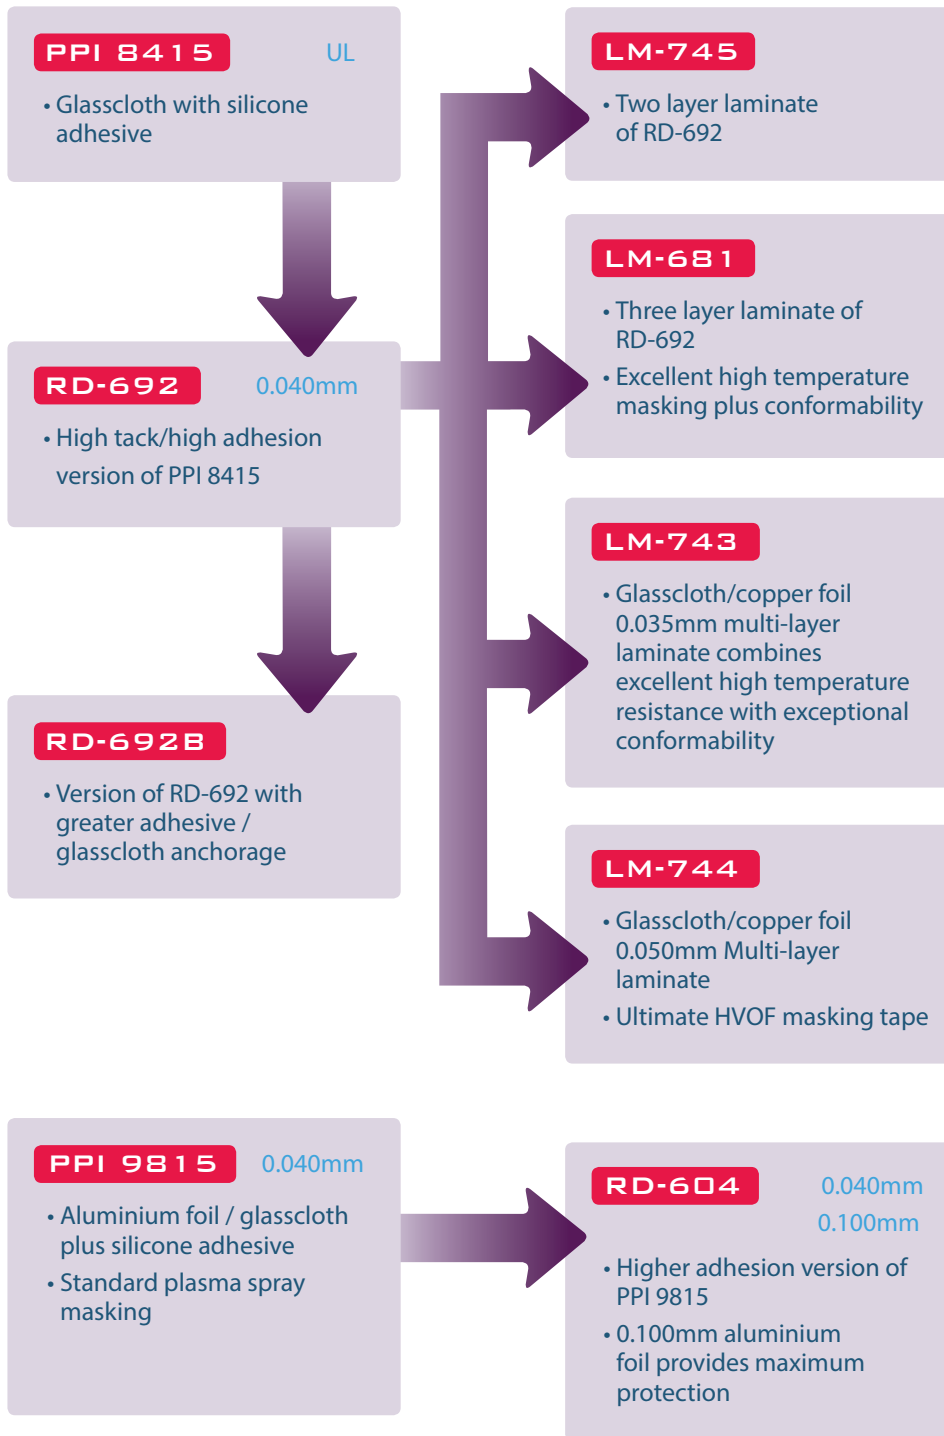 PPI 8415 UL
• Glasscloth with silicone
adhesive
RD-692 0.040mm
• High tack/high adhesion
version of PPI 8415
RD-692B
• Version of RD-692 with
greater adhesive /
glasscloth anchorage
LM-745
• Two layer laminate
of RD-692
LM-681
• Three layer laminate of
RD-692
• Excellent high temperature
masking plus conformability
LM-743
• Glasscloth/copper foil
0.035mm multi-layer
laminate combines
excellent high temperature
resistance with exceptional
conformability
LM-744
• Glasscloth/copper foil
0.050mm Multi-layer
laminate
• Ultimate HVOF masking tape
PPI 9815 0.040mm
• Aluminium foil / glasscloth
plus silicone adhesive
• Standard plasma spray
masking
RD-604 0.040mm
0.100mm
• Higher adhesion version of
PPI 9815
• 0.100mm aluminium
foil provides maximum
protection